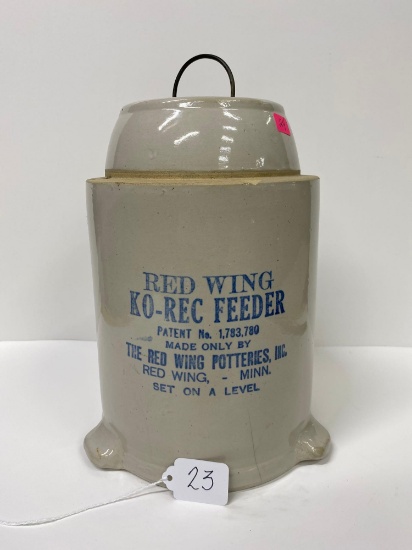 RED WING
KO-REC FEEDER
PATENT No. 1,783,780
MADE ONLY BY
THE RED WING POTTERIES, INC.
RED WING, - MINN.
SET ON A LEVEL
23